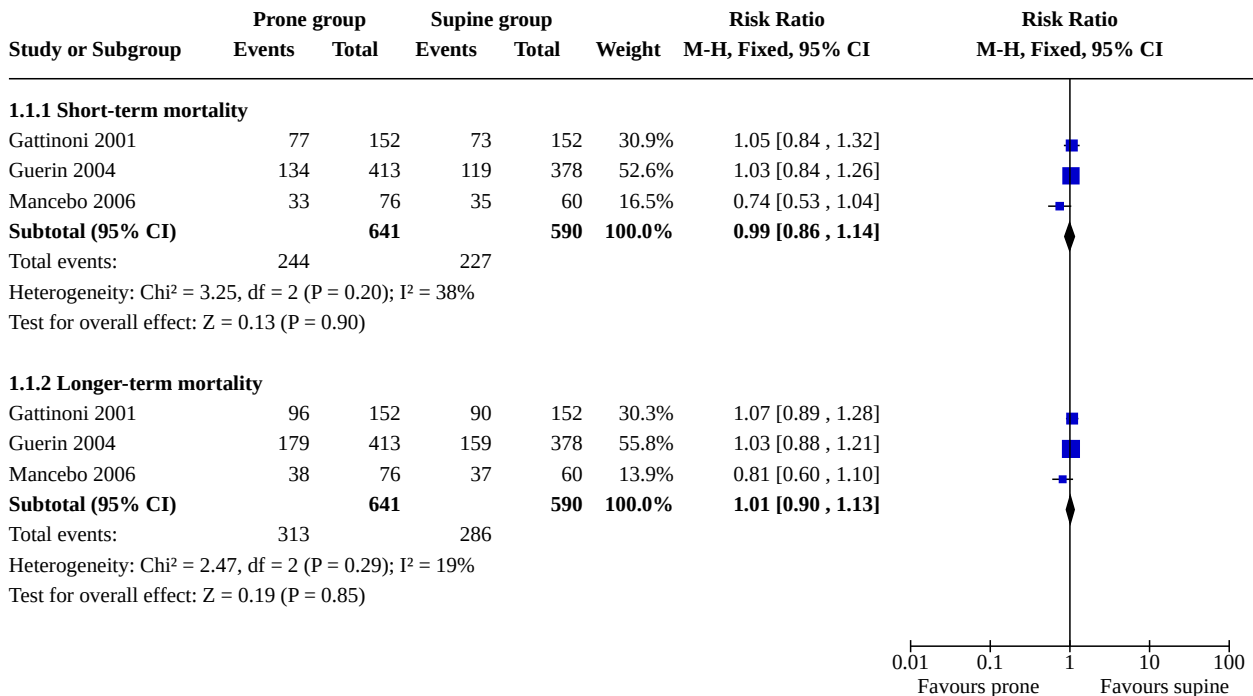 Prone group Supine group Risk Ratio Risk Ratio
Study or Subgroup Events Total Events Total Weight M-H, Fixed, 95% CI M-H, Fixed, 95% CI
1.1.1 Short-term mortality
Gattinoni 2001 77 152 73 152 30.9% 1.05 [0.84 , 1.32]
Guerin 2004 134 413 119 378 52.6% 1.03 [0.84 , 1.26]
Mancebo 2006 33 76 35 60 16.5% 0.74 [0.53 , 1.04]
Subtotal (95% CI) 641 590 100.0% 0.99 [0.86 , 1.14]
Total events: 244 227
Heterogeneity: Chi² = 3.25, df = 2 (P = 0.20); I² = 38%
Test for overall effect: Z = 0.13 (P = 0.90)
1.1.2 Longer-term mortality
Gattinoni 2001 96 152 90 152 30.3% 1.07 [0.89 , 1.28]
Guerin 2004 179 413 159 378 55.8% 1.03 [0.88 , 1.21]
Mancebo 2006 38 76 37 60 13.9% 0.81 [0.60 , 1.10]
Subtotal (95% CI) 641 590 100.0% 1.01 [0.90 , 1.13]
Total events: 313 286
Heterogeneity: Chi² = 2.47, df = 2 (P = 0.29); I² = 19%
Test for overall effect: Z = 0.19 (P = 0.85)
0.01 0.1 1 10 100
Favours prone Favours supine